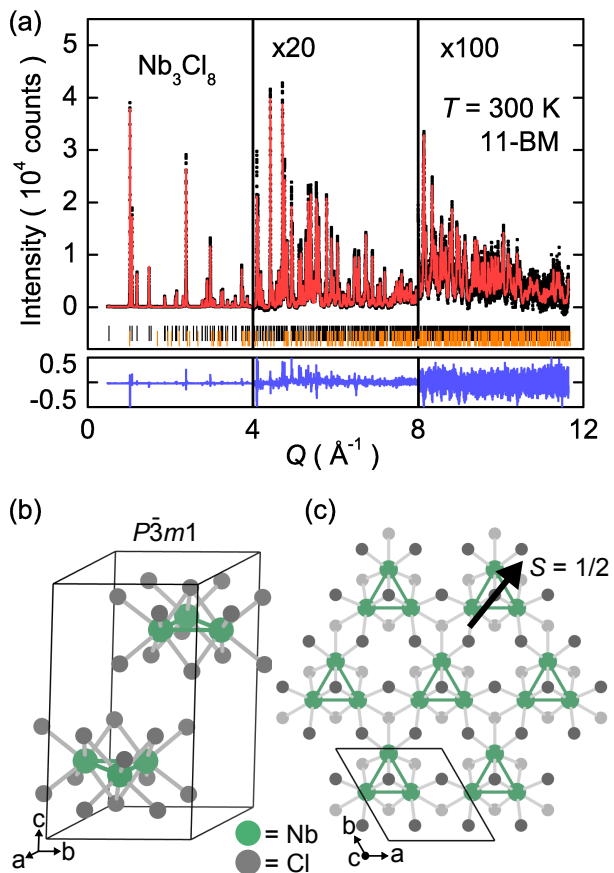 (a)
Nb3Cl8
x20
x100
T = 300 K
11-BM
Intensity ( 10⁴ counts)
5
4
3
2
1
0
0.5
-0.5
0
4
8
12
Q ( Å⁻¹)
(b)
P3̄m1
c
a
b
= Nb
= Cl
(c)
S = 1/2
b
c
a